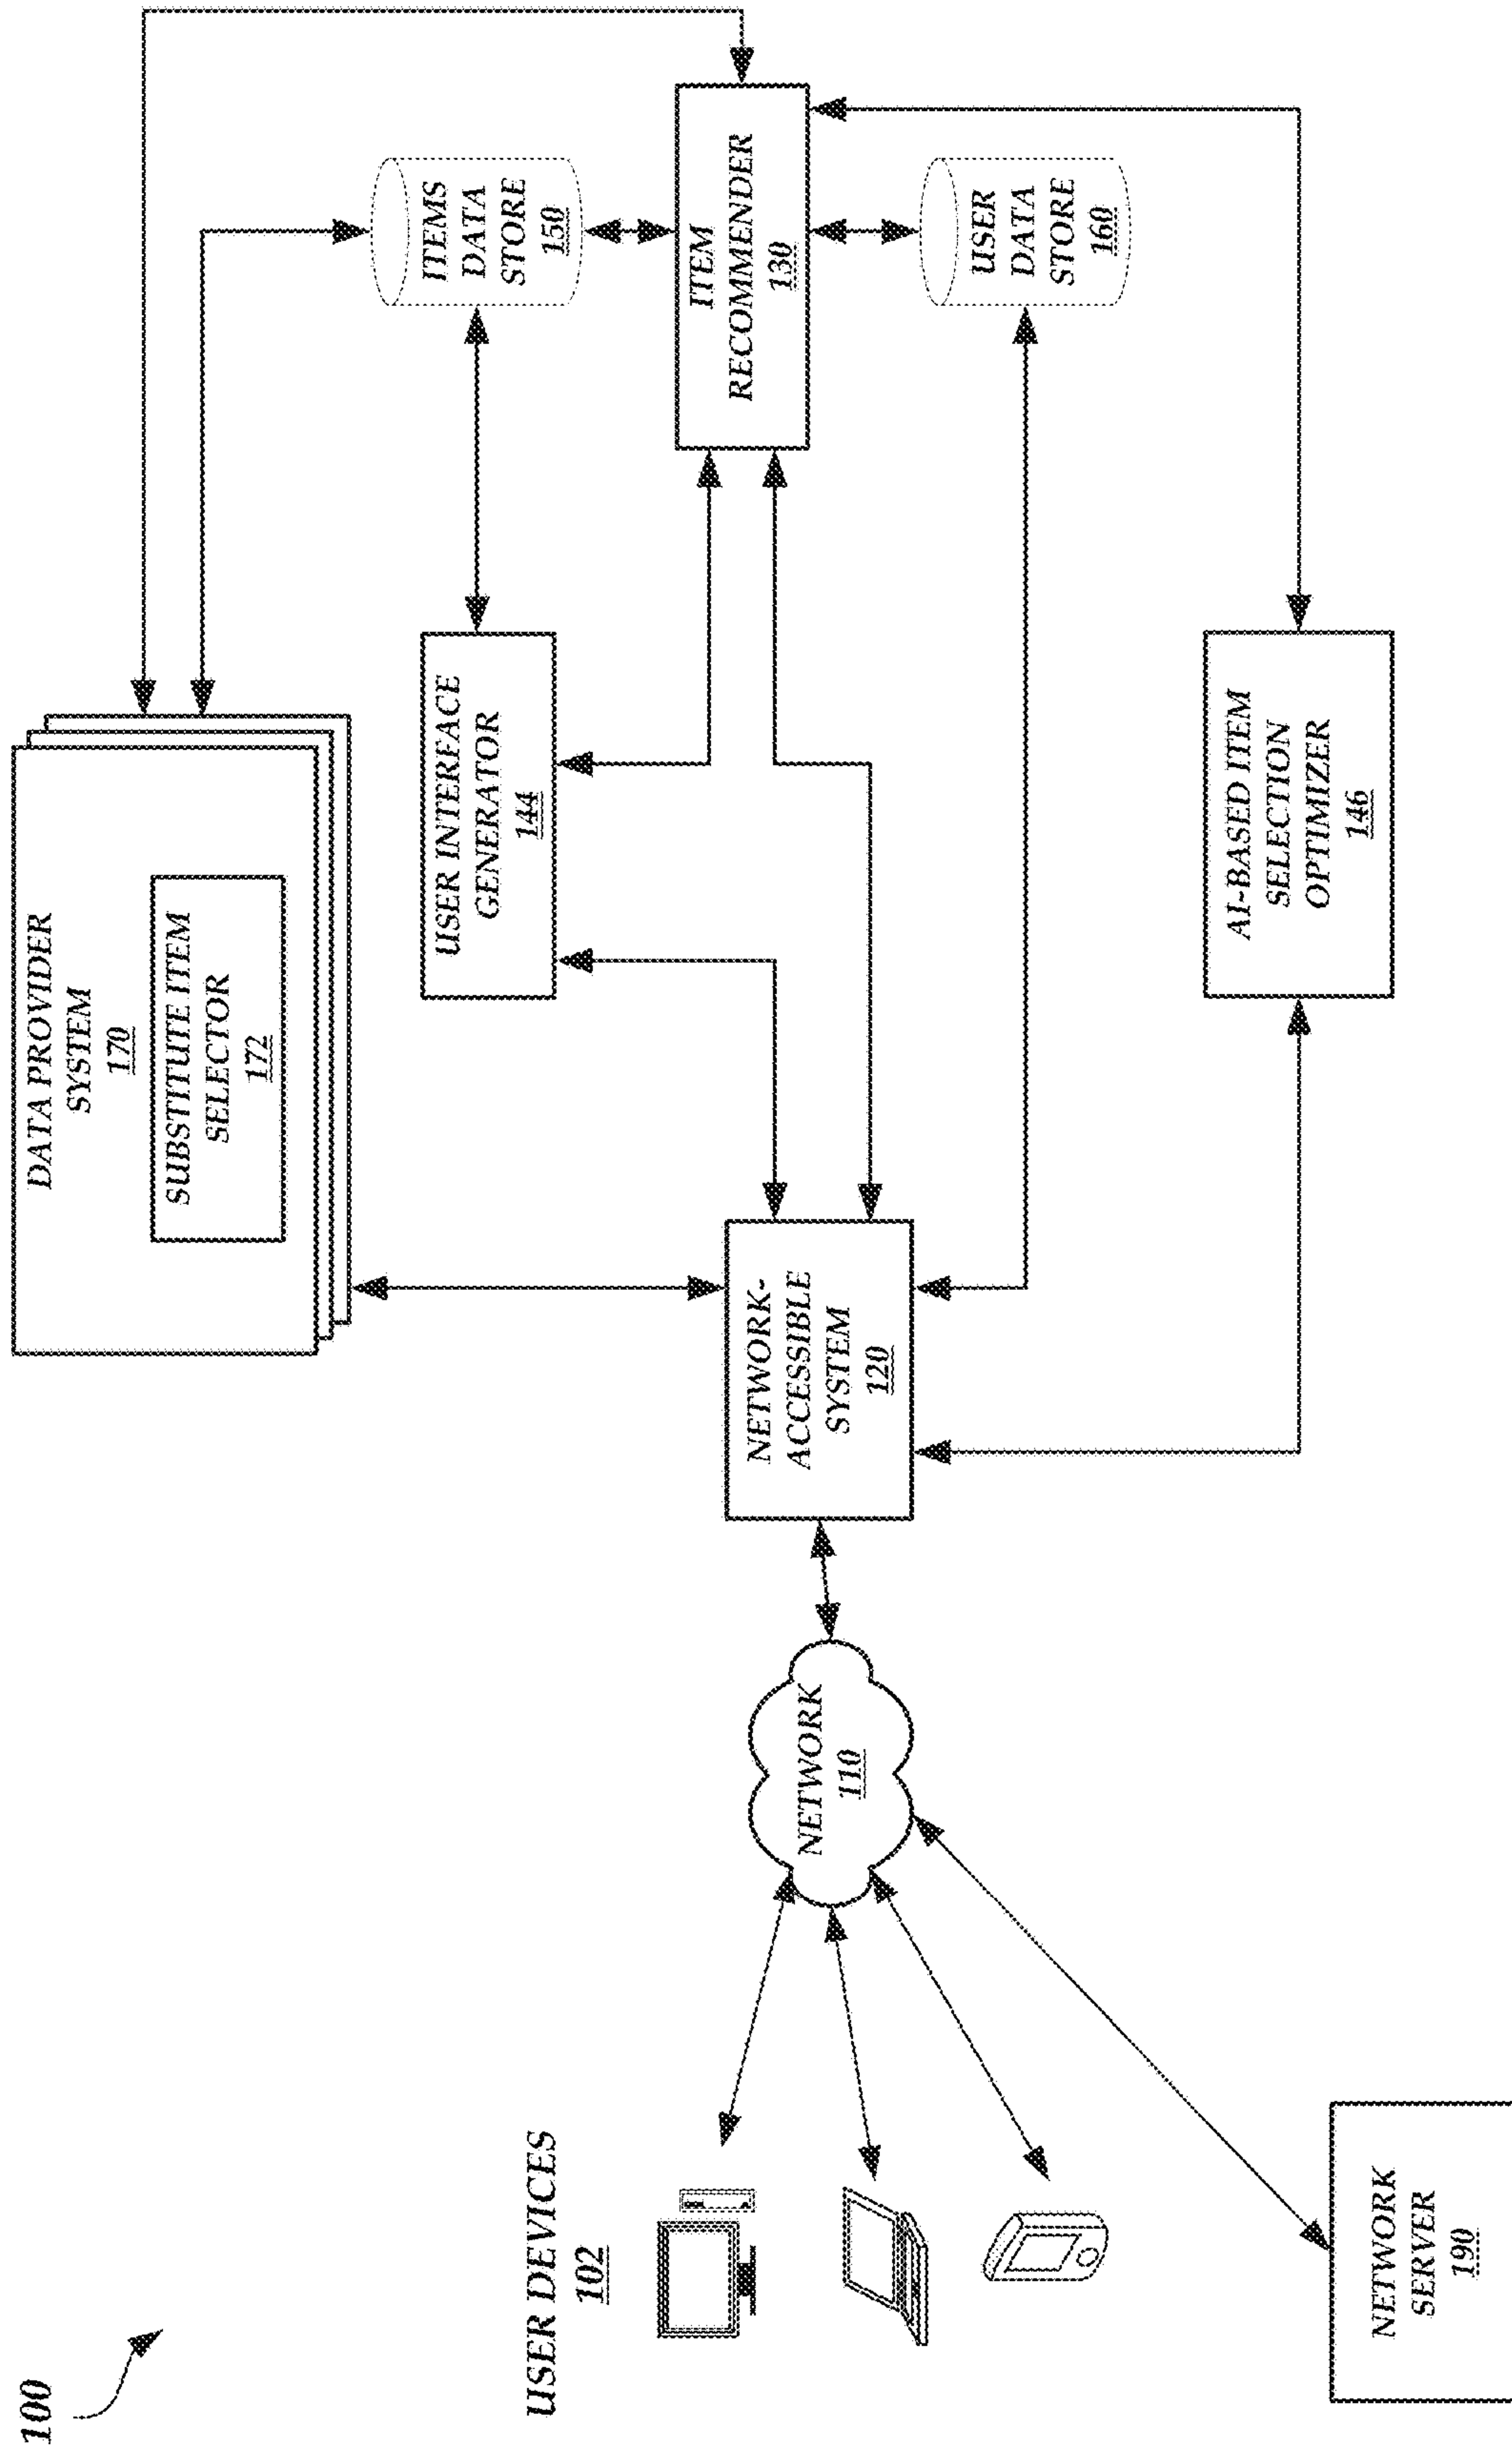 100
USER DEVICES
102
NETWORK
SERVER
190
NETWORK
110
NETWORK-
ACCESSIBLE
SYSTEM
120
DATA PROVIDER
SYSTEM
170
SUBSTITUTE ITEM
SELECTOR
172
USER INTERFACE
GENERATOR
144
AI-BASED ITEM
SELECTION
OPTIMIZER
146
ITEMS
DATA
STORE
150
ITEM
RECOMMENDER
130
USER
DATA
STORE
160